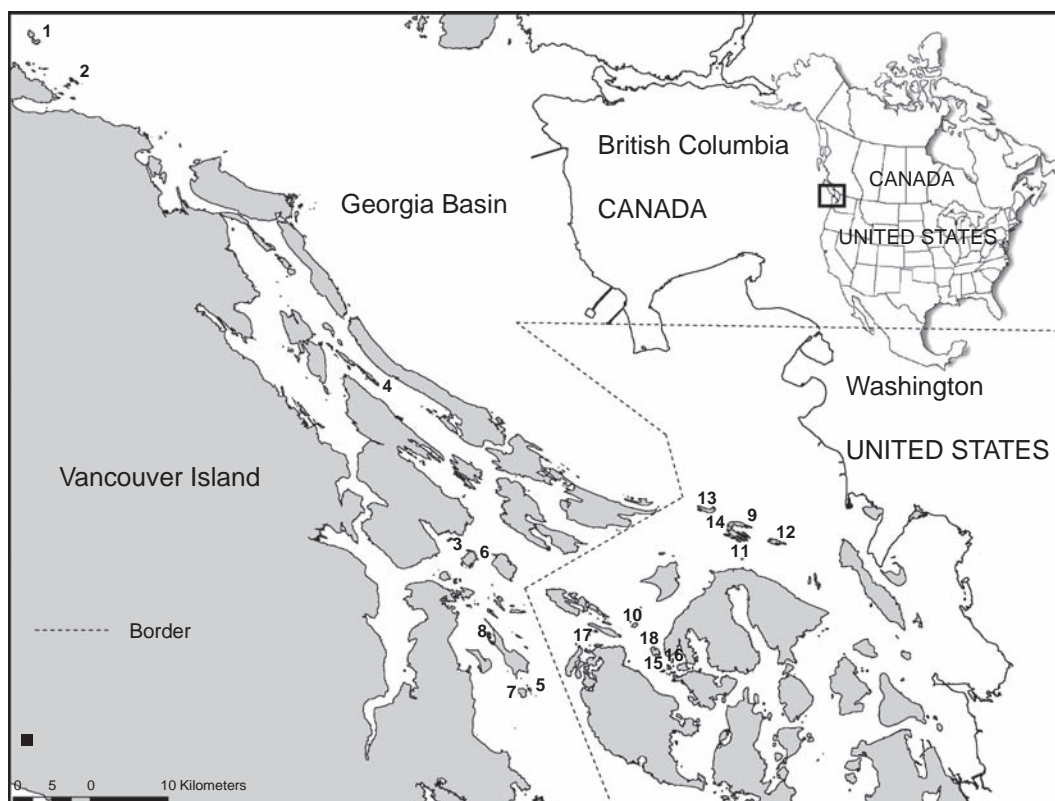 1
2
British Columbia
CANADA
Georgia Basin
CANADA
UNITED STATES
4
Washington
UNITED STATES
Vancouver Island
13
14
9
12
11
3
6
10
8
17
18
15
16
7
5
Border
0 5 0 10 Kilometers